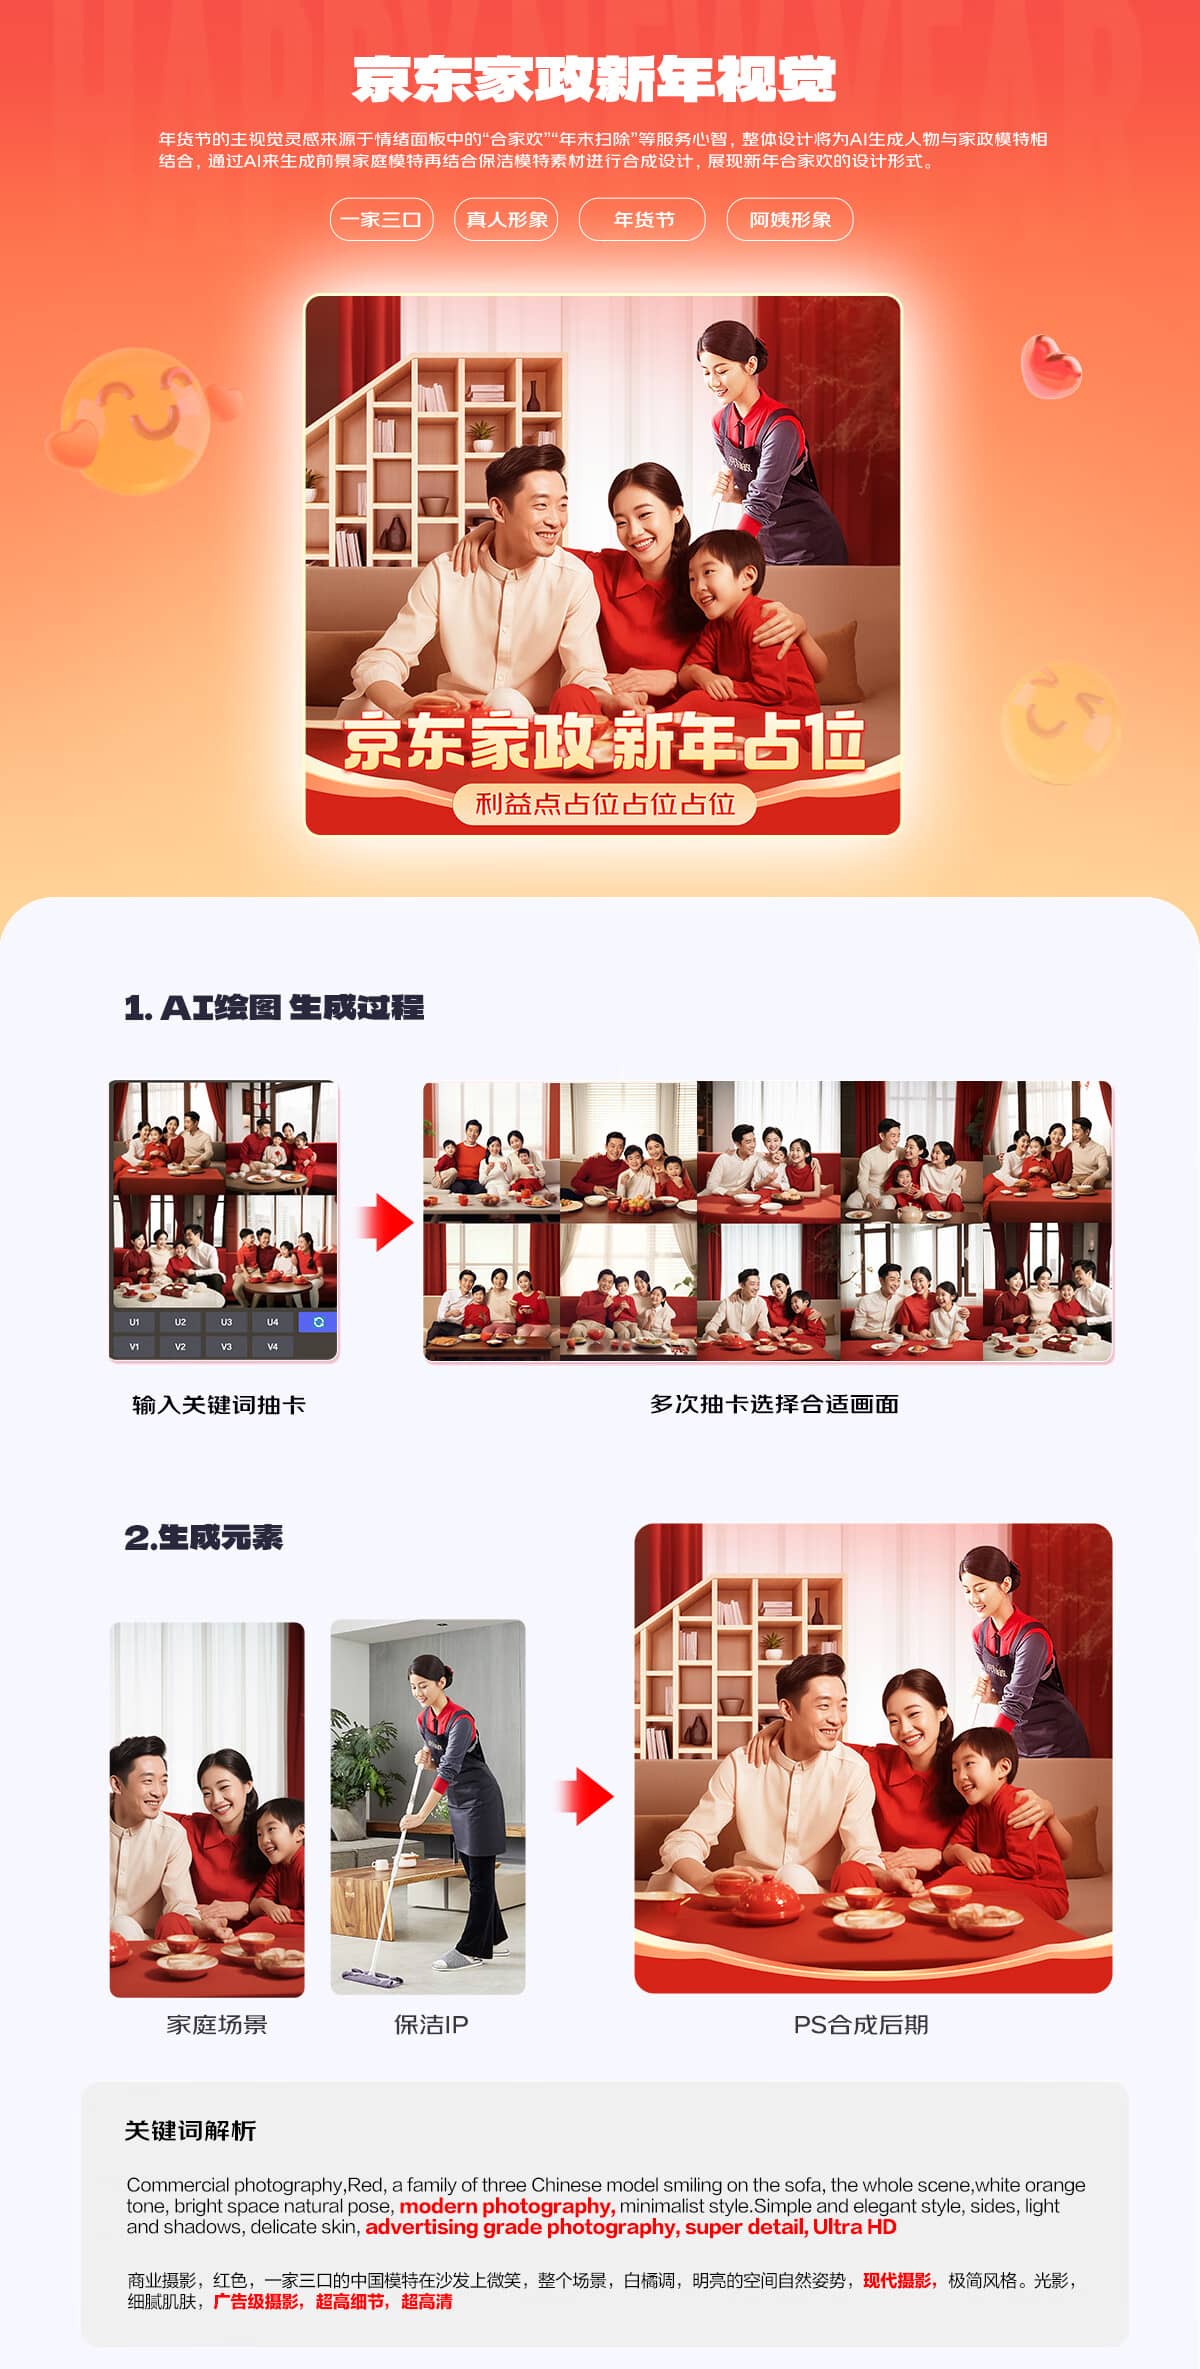 HAPPY NEW YEAR
京东家政新年视觉
年货节的主视觉灵感来源于情绪面板中的“合家欢”“年末扫除”等服务心智，整体设计将为AI生成人物与家政模特相
结合，通过AI来生成前景家庭模特再结合保洁模特素材进行合成设计，展现新年合家欢的设计形式。
一家三口 真人形象 年货节 阿姨形象
京东家政 新年占位
利益点占位占位占位
1. AI绘图 生成过程
U1 U2 U3 U4
V1 V2 V3 V4
输入关键词抽卡 多次抽卡选择合适画面
2.生成元素
家庭场景 保洁IP PS合成后期
关键词解析
Commercial photography,Red, a family of three Chinese model smiling on the sofa, the whole scene,white orange
tone, bright space natural pose, modern photography, minimalist style.Simple and elegant style, sides, light
and shadows, delicate skin, advertising grade photography, super detail, Ultra HD
商业摄影，红色，一家三口的中国模特在沙发上微笑，整个场景，白橘调，明亮的空间自然姿势，现代摄影，极简风格。光影，
细腻肌肤，广告级摄影，超高细节，超高清